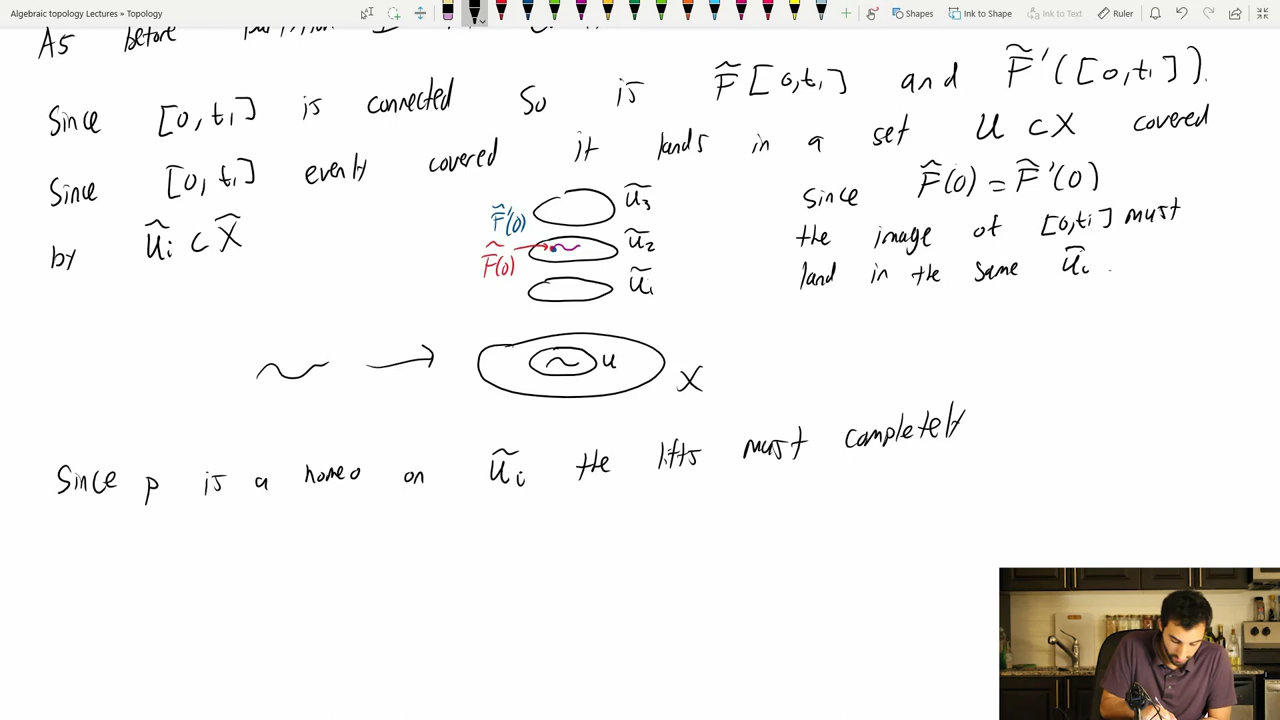 Algebraic topology Lectures » Topology
Shapes
Ink to Shape
Ink to Text
Ruler
As before
Since [0,t₁] is connected So is F̃[0,t₁] and F̃'([0,t₁]).
Since [0,t₁] evenly covered it lands in a set U ⊂ X covered
by ũᵢ ⊂ X̃
since F̃(0) = F̃'(0)
the image of [0,t₁] must
land in the same ũᵢ.
F̃'(0)
F̃(0)
ũ₃
ũ₂
ũ₁
u
X
Since p is a homeo on ũᵢ the lifts must completely